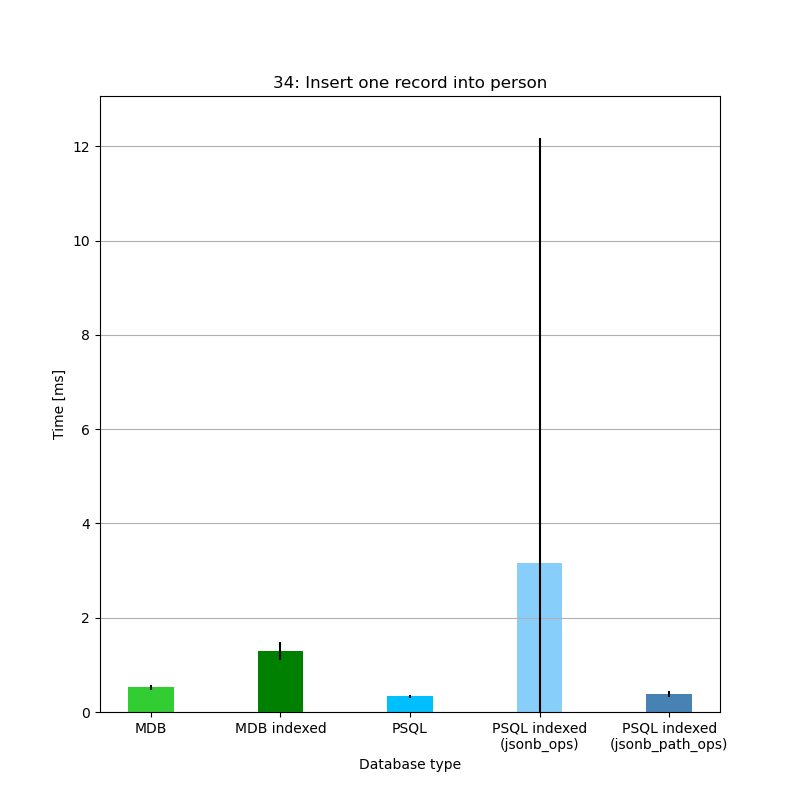 34: Insert one record into person
Time [ms]
12
10
8
6
4
2
0
MDB
MDB indexed
PSQL
PSQL indexed
(jsonb_ops)
PSQL indexed
(jsonb_path_ops)
Database type